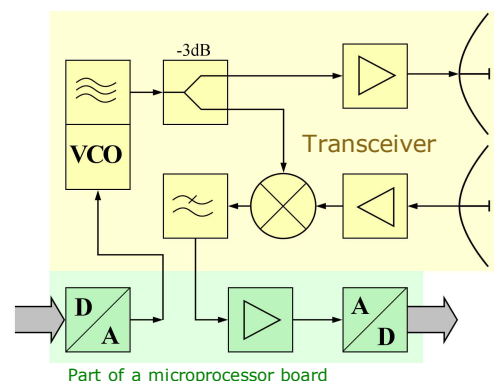 -3dB
VCO
Transceiver
D
A
A
D
Part of a microprocessor board